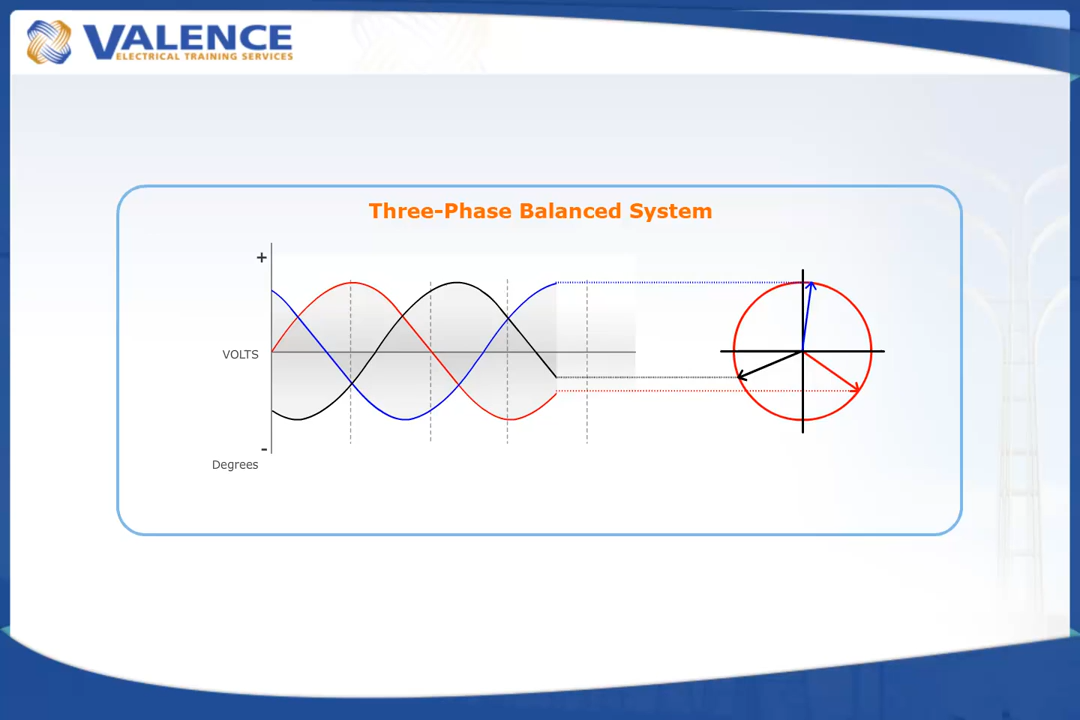 VALENCE
ELECTRICAL TRAINING SERVICES
Three-Phase Balanced System
+
VOLTS
-
Degrees